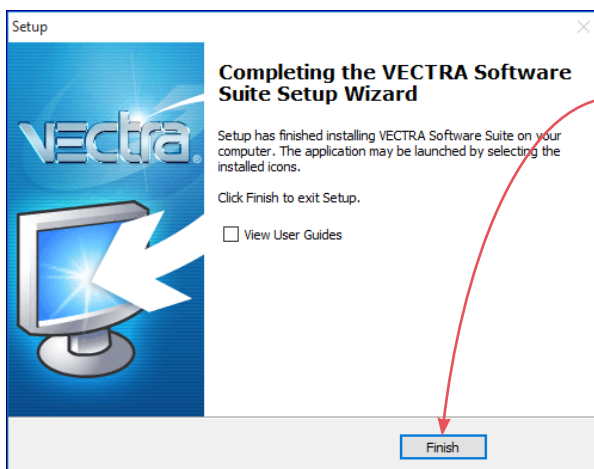 Setup
vectra.
Completing the VECTRA Software
Suite Setup Wizard
Setup has finished installing VECTRA Software Suite on your
computer. The application may be launched by selecting the
installed icons.
Click Finish to exit Setup.
View User Guides
Finish